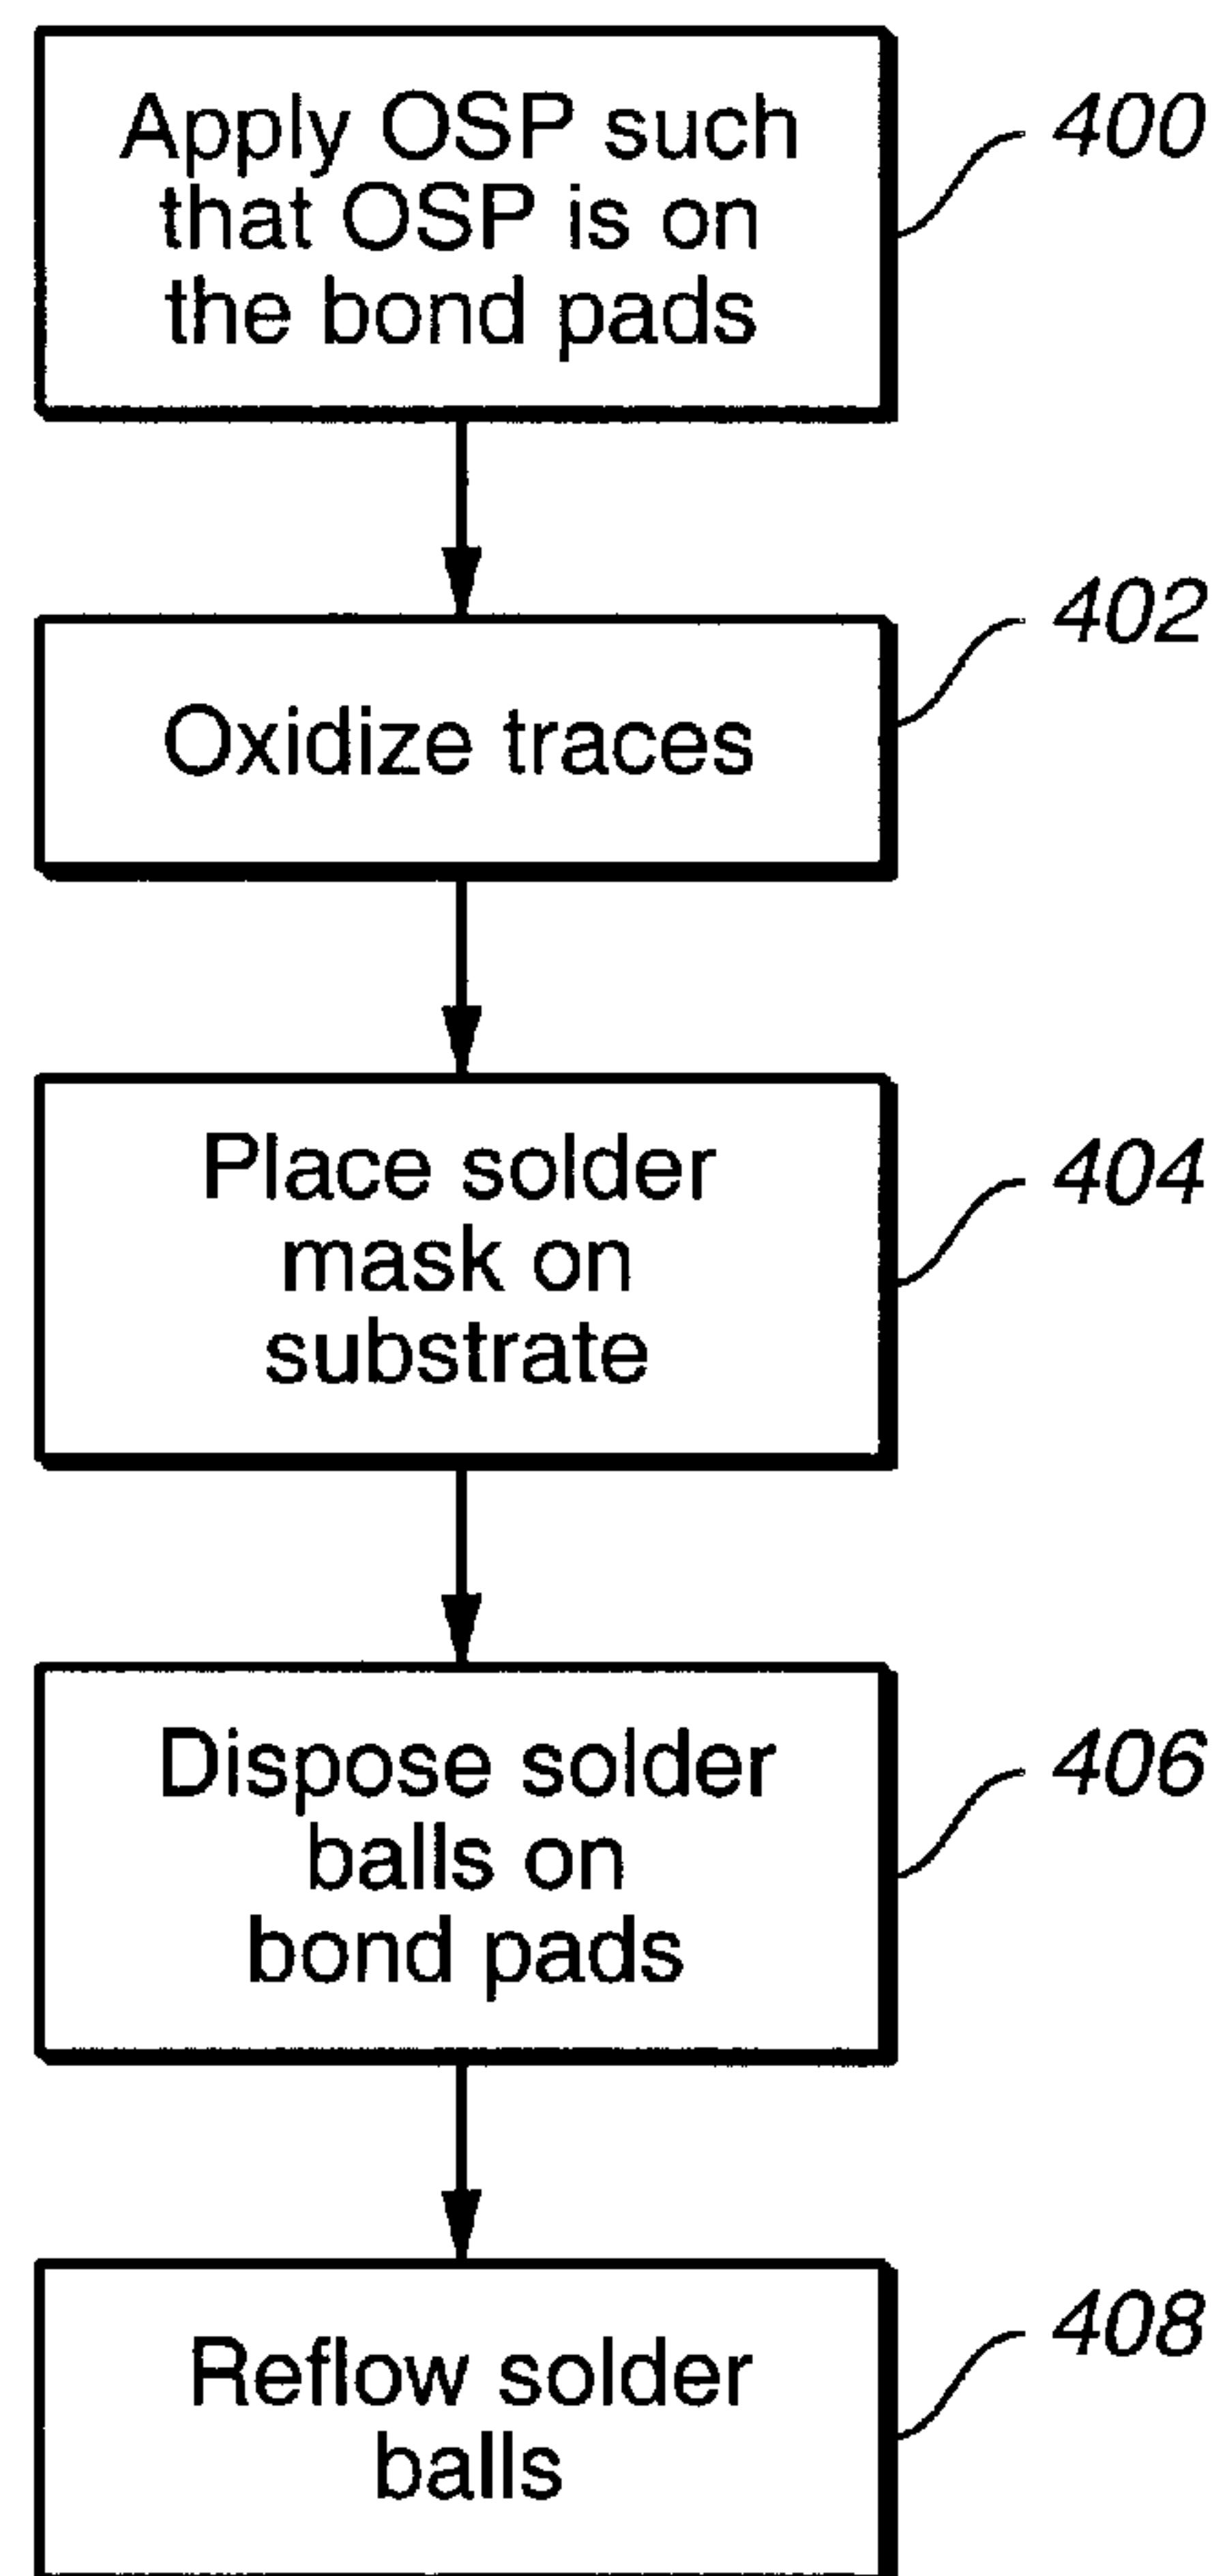 Apply OSP such
that OSP is on
the bond pads
400
Oxidize traces
402
Place solder
mask on
substrate
404
Dispose solder
balls on
bond pads
406
Reflow solder
balls
408